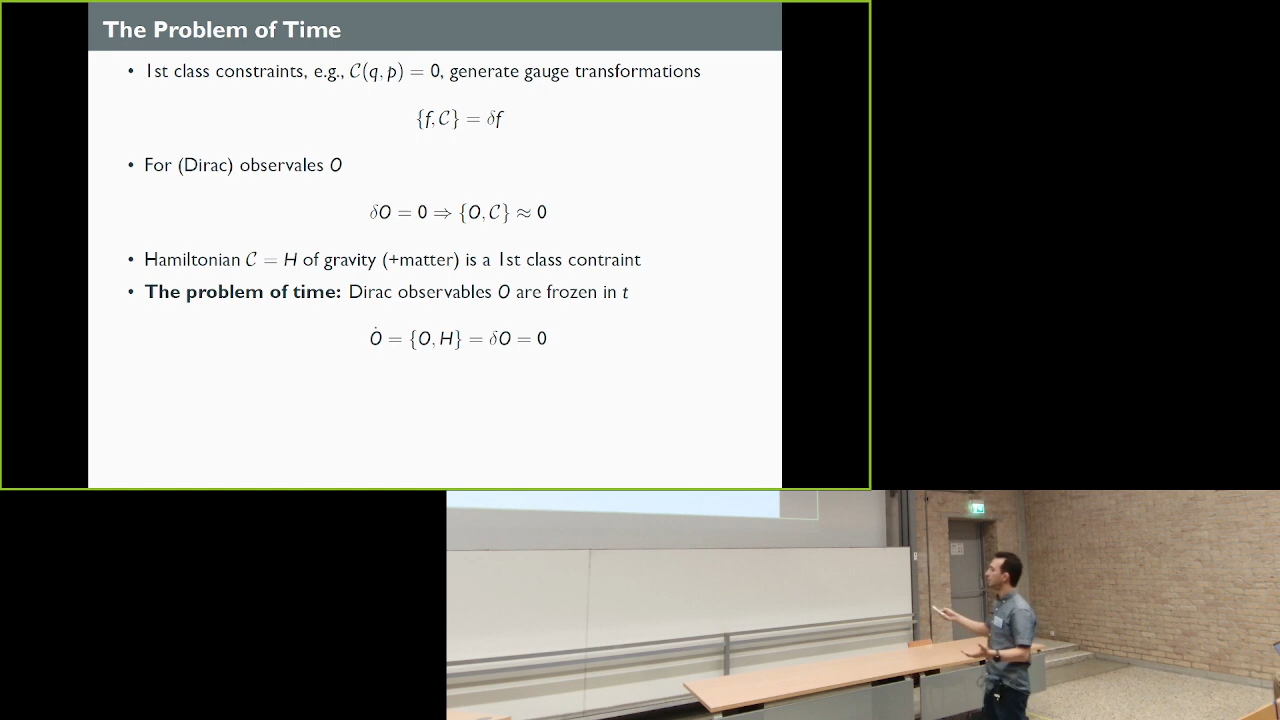 The Problem of Time
• 1st class constraints, e.g., 𝒞(q, p) = 0, generate gauge transformations
{f, 𝒞} = δf
• For (Dirac) observales O
δO = 0 ⇒ {O, 𝒞} ≈ 0
• Hamiltonian 𝒞 = H of gravity (+matter) is a 1st class contraint
• The problem of time: Dirac observables O are frozen in t
Ȯ = {O, H} = δO = 0